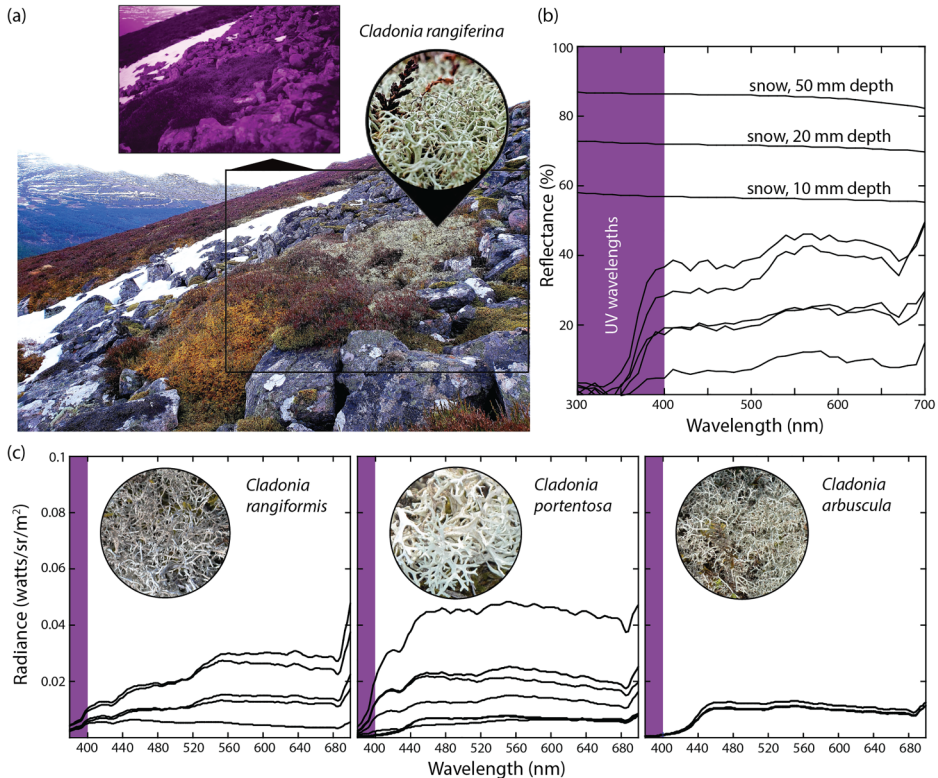 (a)
Cladonia rangiferina
(b)
100
80
60
40
20
Reflectance (%)
UV wavelengths
snow, 50 mm depth
snow, 20 mm depth
snow, 10 mm depth
300
400
500
600
700
Wavelength (nm)
(c)
0.1
0.08
0.06
0.04
0.02
Radiance (watts/sr/m²)
Cladonia
rangiformis
Cladonia
portentosa
Cladonia
arbuscula
400 440 480 520 560 600 640 680
400 440 480 520 560 600 640 680
400 440 480 520 560 600 640 680
Wavelength (nm)